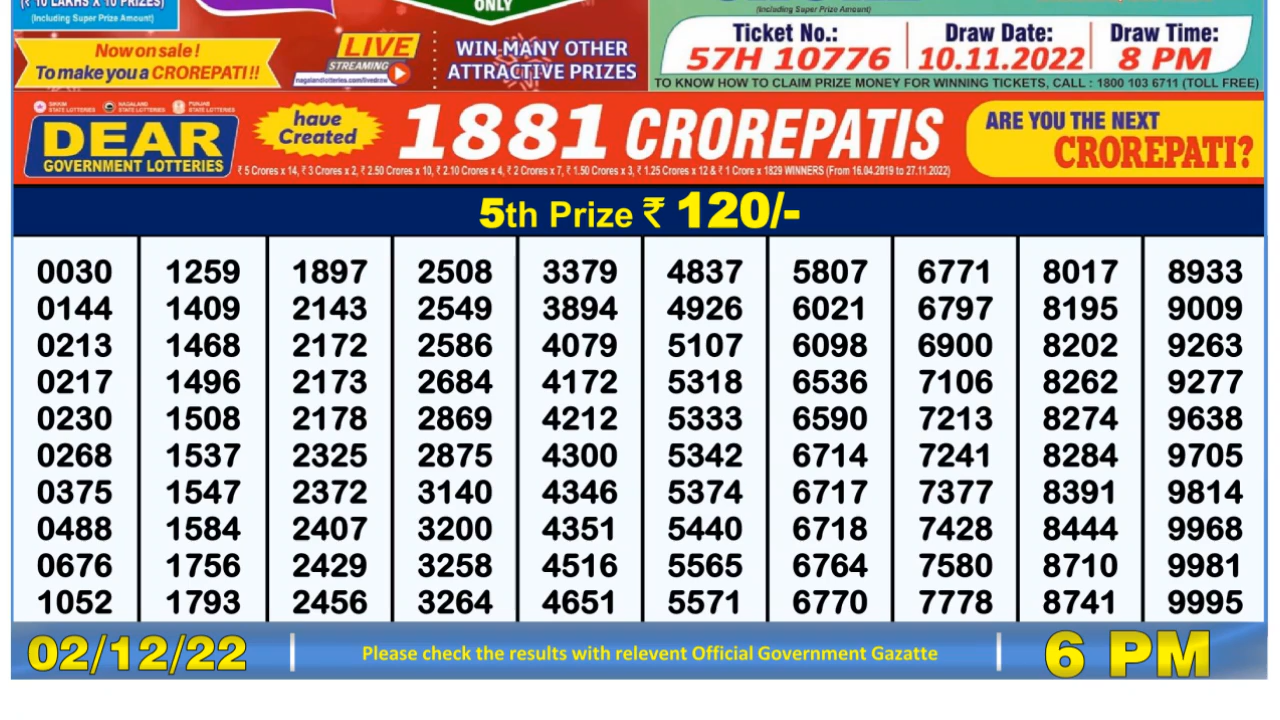 (₹ 10 LAKHS X 10 PRIZES)
(Including Super Prize Amount)
ONLY
(Including Super Prize Amount)
Now on sale !
To make you a CROREPATI !!
LIVE
STREAMING
nagalandlotteries.com/livedraw
WIN MANY OTHER
ATTRACTIVE PRIZES
Ticket No.: Draw Date: Draw Time:
57H 10776 10.11.2022 8 PM
TO KNOW HOW TO CLAIM PRIZE MONEY FOR WINNING TICKETS, CALL : 1800 103 6711 (TOLL FREE)
SIKKIM STATE LOTTERIES NAGALAND STATE LOTTERIES PUNJAB STATE LOTTERIES
DEAR
GOVERNMENT LOTTERIES
have
Created
1881 CROREPATIS
₹ 5 Crores x 14, ₹ 3 Crores x 2, ₹ 2.50 Crores x 10, ₹ 2.10 Crores x 4, ₹ 2 Crores x 7, ₹ 1.50 Crores x 3, ₹ 1.25 Crores x 12 & ₹ 1 Crore x 1829 WINNERS (From 16.04.2019 to 27.11.2022)
ARE YOU THE NEXT
CROREPATI?
5th Prize ₹ 120/-
0030 1259 1897 2508 3379 4837 5807 6771 8017 8933
0144 1409 2143 2549 3894 4926 6021 6797 8195 9009
0213 1468 2172 2586 4079 5107 6098 6900 8202 9263
0217 1496 2173 2684 4172 5318 6536 7106 8262 9277
0230 1508 2178 2869 4212 5333 6590 7213 8274 9638
0268 1537 2325 2875 4300 5342 6714 7241 8284 9705
0375 1547 2372 3140 4346 5374 6717 7377 8391 9814
0488 1584 2407 3200 4351 5440 6718 7428 8444 9968
0676 1756 2429 3258 4516 5565 6764 7580 8710 9981
1052 1793 2456 3264 4651 5571 6770 7778 8741 9995
02/12/22 Please check the results with relevent Official Government Gazatte 6 PM